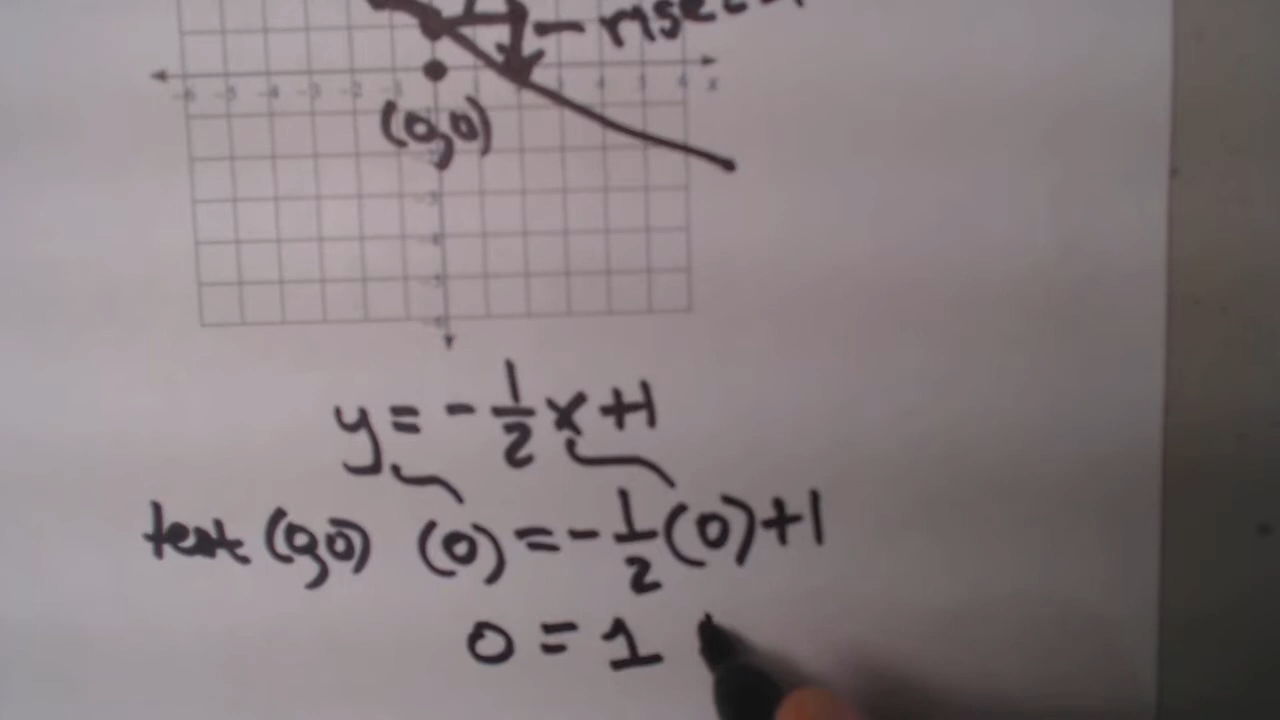 (0,0)
y = -1/2 x + 1
test (0,0) (0) = -1/2 (0) + 1
0 = 1